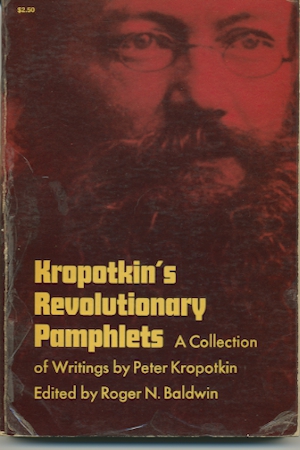 $2.50
Kropotkin's
Revolutionary
Pamphlets A Collection
of Writings by Peter Kropotkin
Edited by Roger N. Baldwin